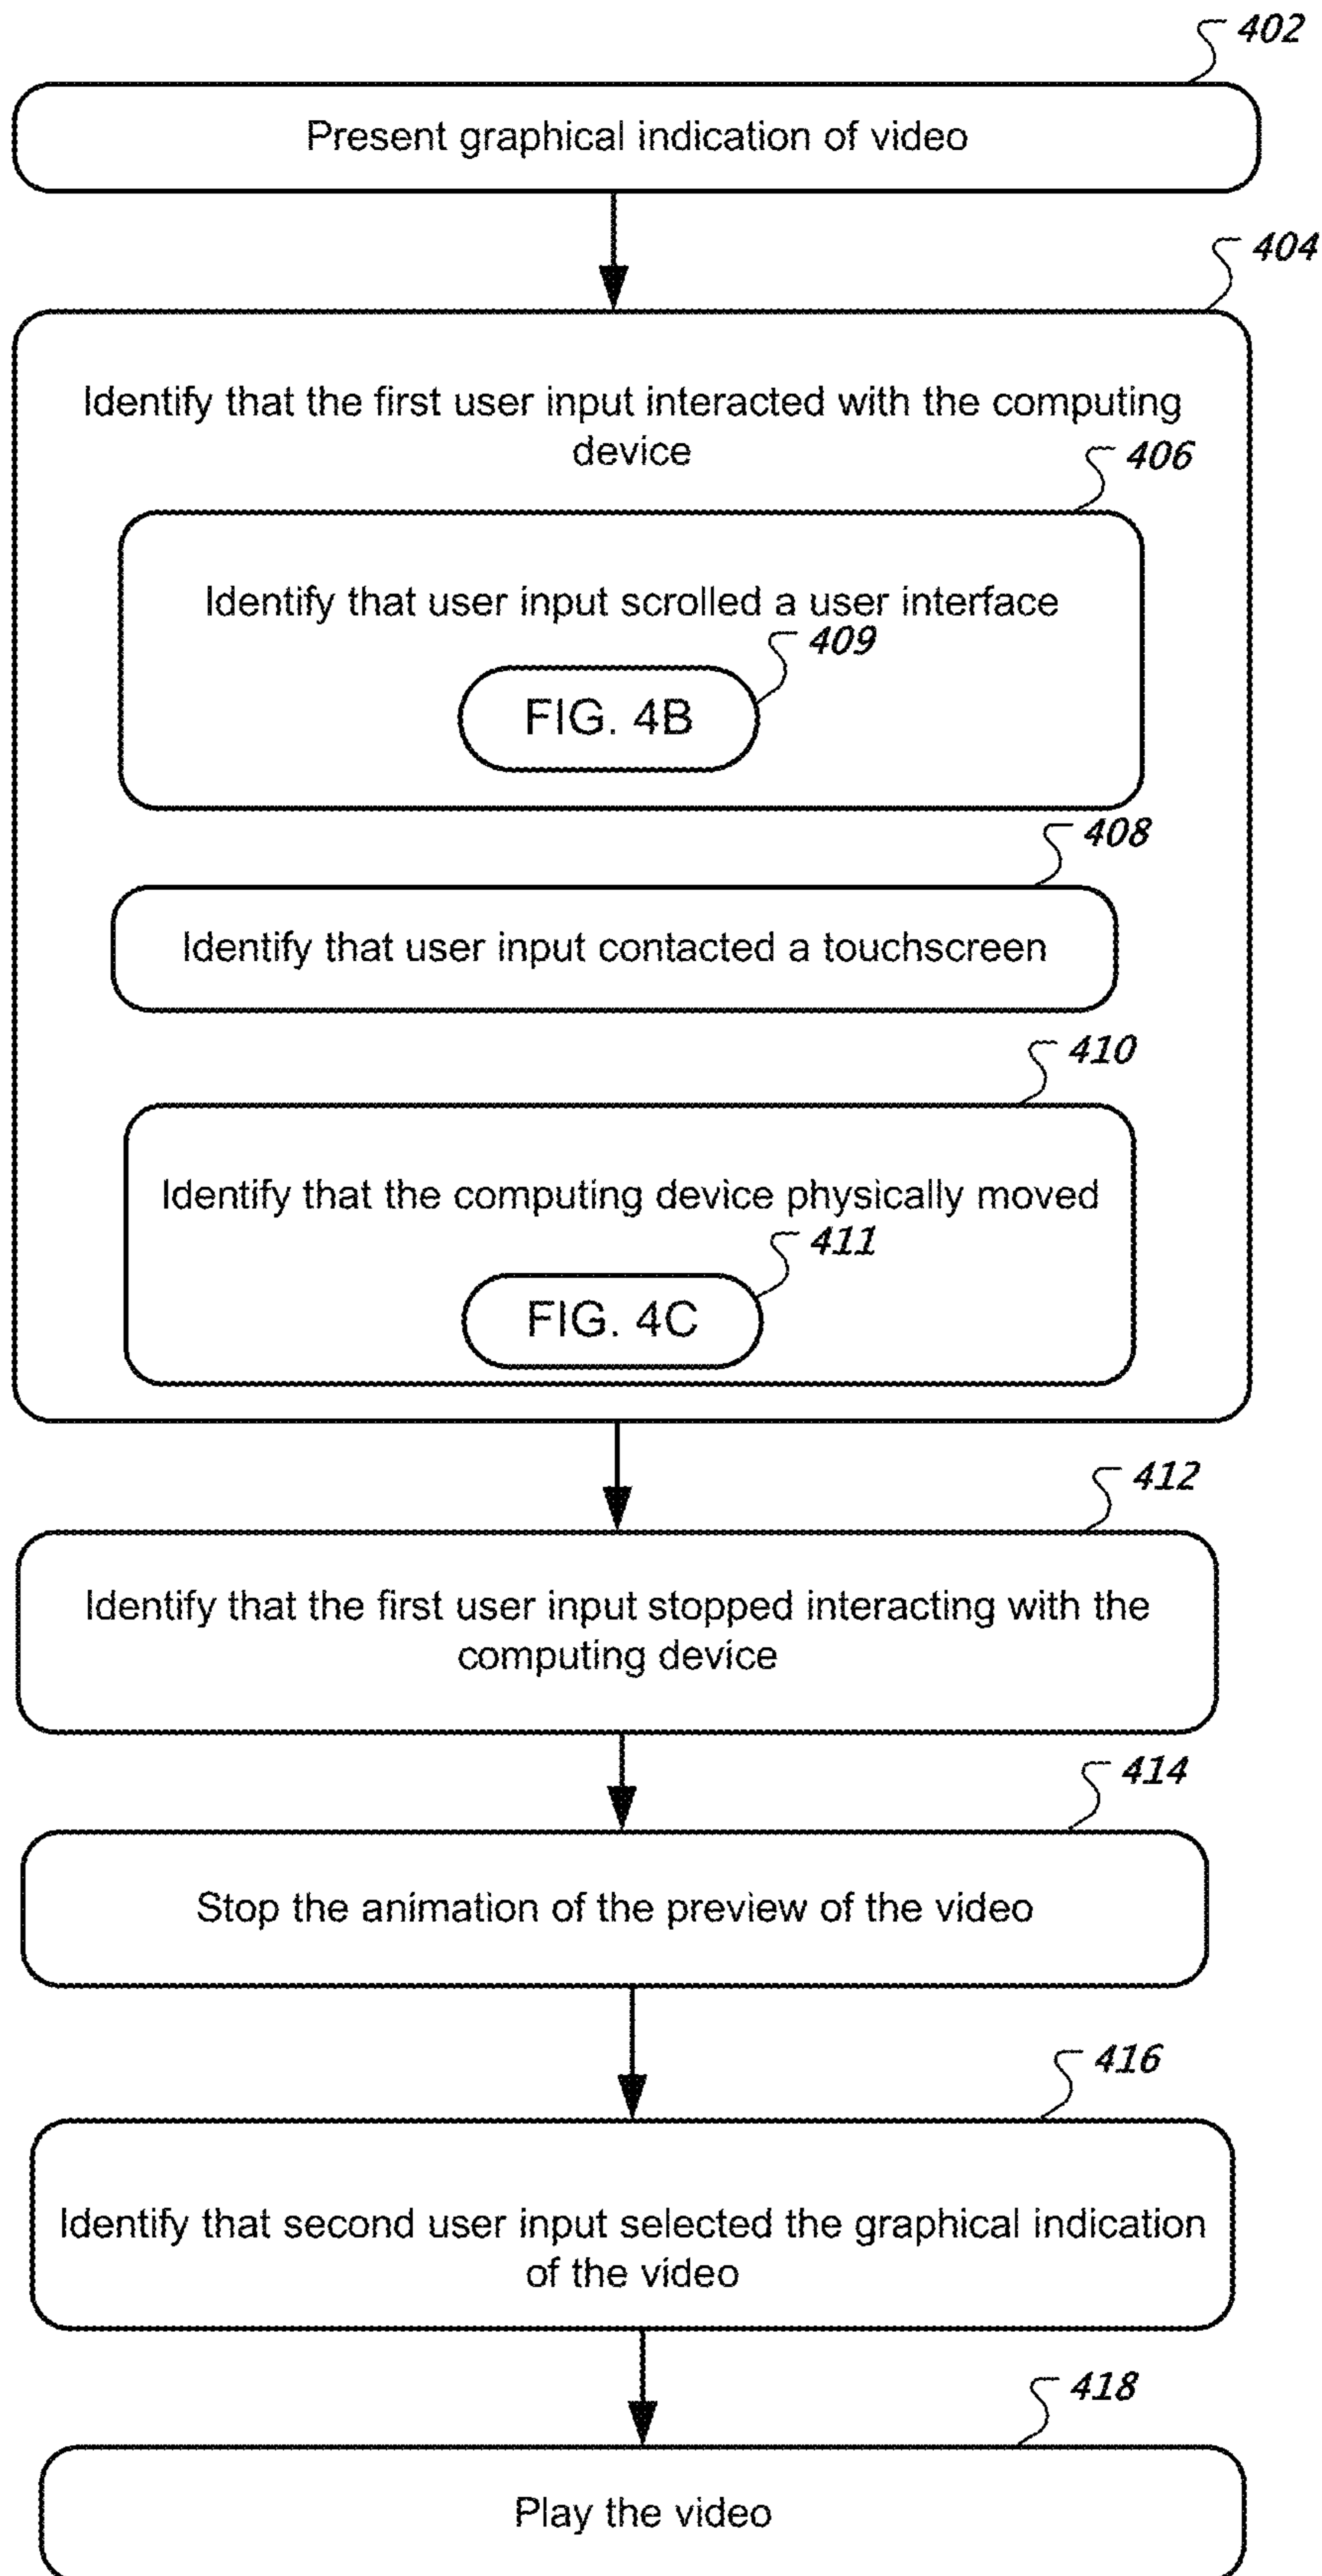 402
Present graphical indication of video
404
Identify that the first user input interacted with the computing
device
406
Identify that user input scrolled a user interface
409
FIG. 4B
408
Identify that user input contacted a touchscreen
410
Identify that the computing device physically moved
411
FIG. 4C
412
Identify that the first user input stopped interacting with the
computing device
414
Stop the animation of the preview of the video
416
Identify that second user input selected the graphical indication
of the video
418
Play the video